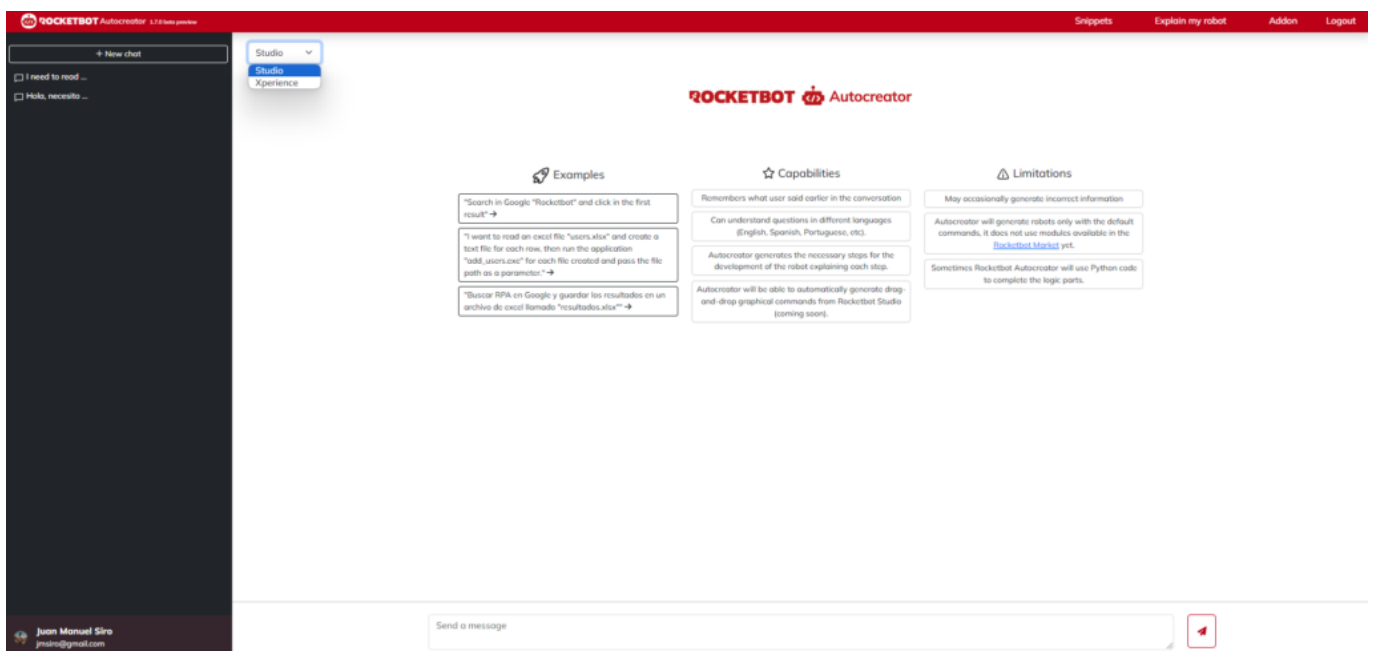 ROCKETBOT Autocreator 1.7.0 beta preview
Snippets
Explain my robot
Addon
Logout
+ New chat
I need to read ...
Hola, necesito ...
Studio
Studio
Xperience
ROCKETBOT Autocreator
Examples
"Search in Google "Rocketbot" and click in the first
result" →
"I want to read an excel file "users.xlsx" and create a
text file for each row, then run the application
"add_users.exe" for each file created and pass the file
path as a parameter." →
"Buscar RPA en Google y guardar los resultados en un
archivo de excel llamado "resultados.xlsx"" →
Capabilities
Remembers what user said earlier in the conversation
Can understand questions in different languages
(English, Spanish, Portuguese, etc).
Autocreator generates the necessary steps for the
development of the robot explaining each step.
Autocreator will be able to automatically generate drag-
and-drop graphical commands from Rocketbot Studio
(coming soon).
Limitations
May occasionally generate incorrect information
Autocreator will generate robots only with the default
commands, it does not use modules available in the
Rocketbot Market yet.
Sometimes Rocketbot Autocreator will use Python code
to complete the logic parts.
Juan Manuel Siro
jmsiro@gmail.com
Send a message